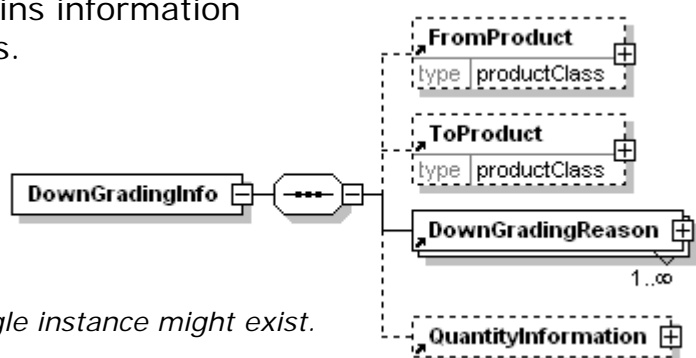 ins information
s.
FromProduct
type productClass
ToProduct
type productClass
DownGradingInfo
DownGradingReason
1..∞
gle instance might exist.
QuantityInformation